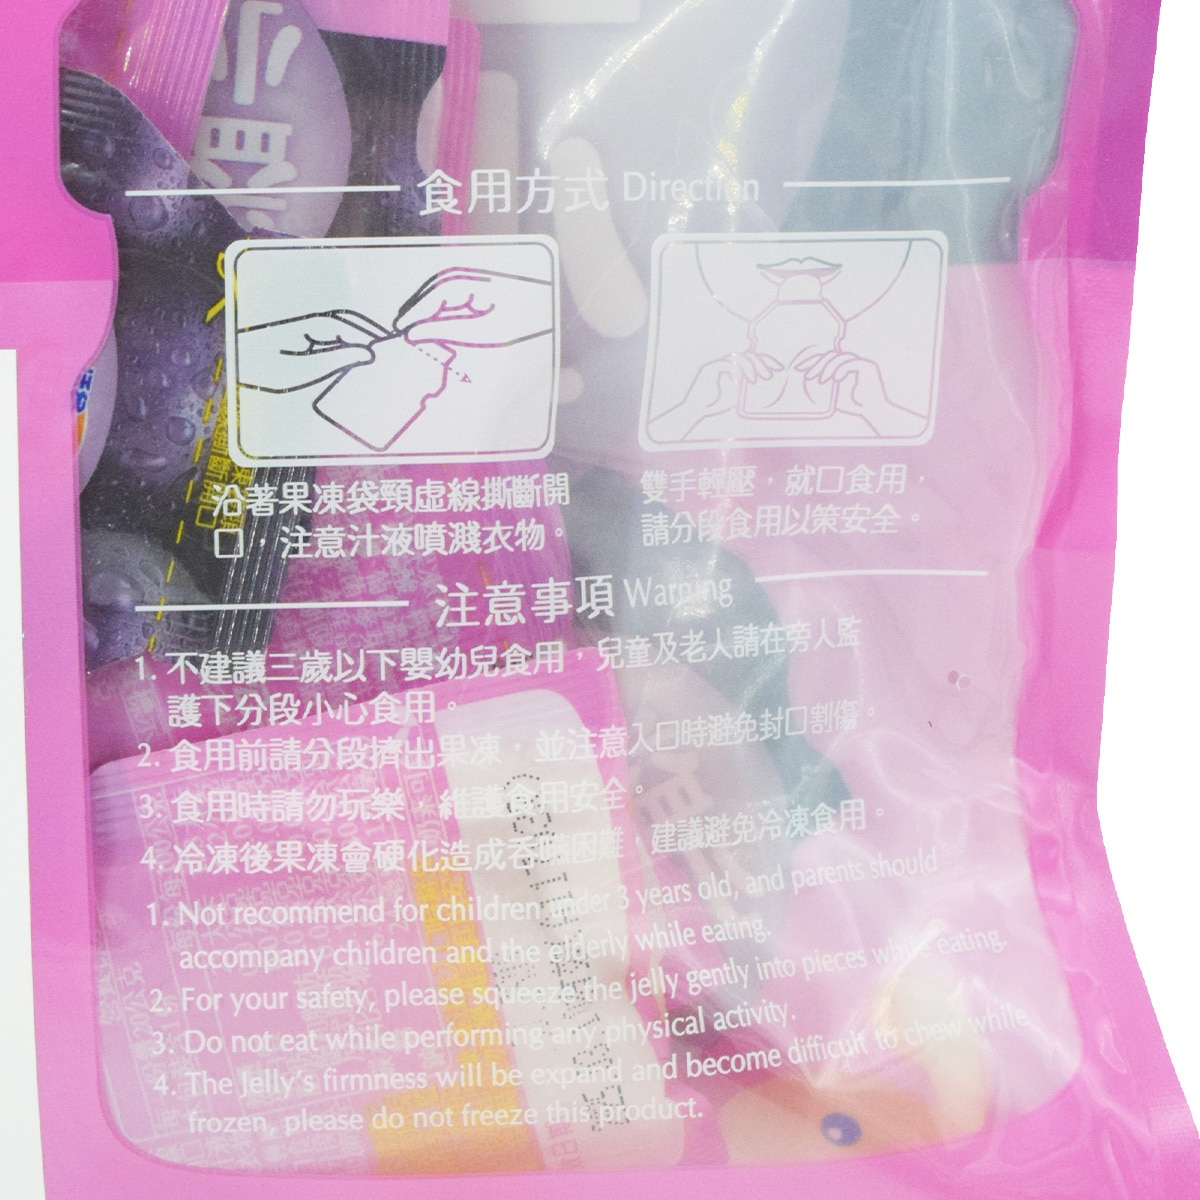 食用方式 Direction
沿著果凍袋頸虛線撕斷開
口，注意汁液噴濺衣物。
雙手輕壓，就口食用，
請分段食用以策安全。
注意事項 Warning
1. 不建議三歲以下嬰幼兒食用，兒童及老人請在旁人監
護下分段小心食用。
2. 食用前請分段擠出果凍，並注意入口時避免封口割傷。
3. 食用時請勿玩樂，維護食用安全。
4. 冷凍後果凍會硬化造成吞嚥困難，建議避免冷凍食用。
1. Not recommend for children under 3 years old, and parents should
accompany children and the elderly while eating.
2. For your safety, please squeeze the jelly gently into pieces while eating.
3. Do not eat while performing any physical activity.
4. The Jelly's firmness will be expand and become difficult to chew while
frozen, please do not freeze this product.